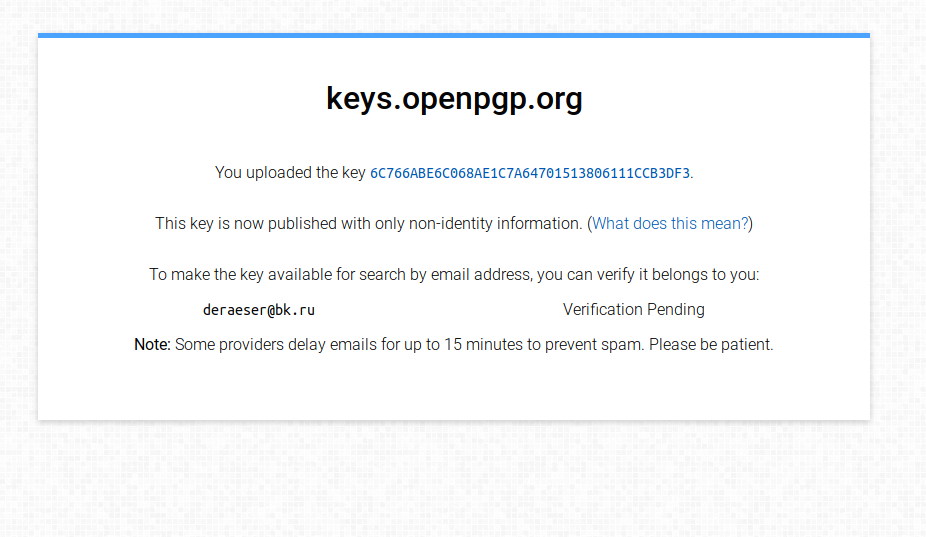 keys.openpgp.org
You uploaded the key 6C766ABE6C068AE1C7A64701513806111CCB3DF3.
This key is now published with only non-identity information. (What does this mean?)
To make the key available for search by email address, you can verify it belongs to you:
deraeser@bk.ru Verification Pending
Note: Some providers delay emails for up to 15 minutes to prevent spam. Please be patient.